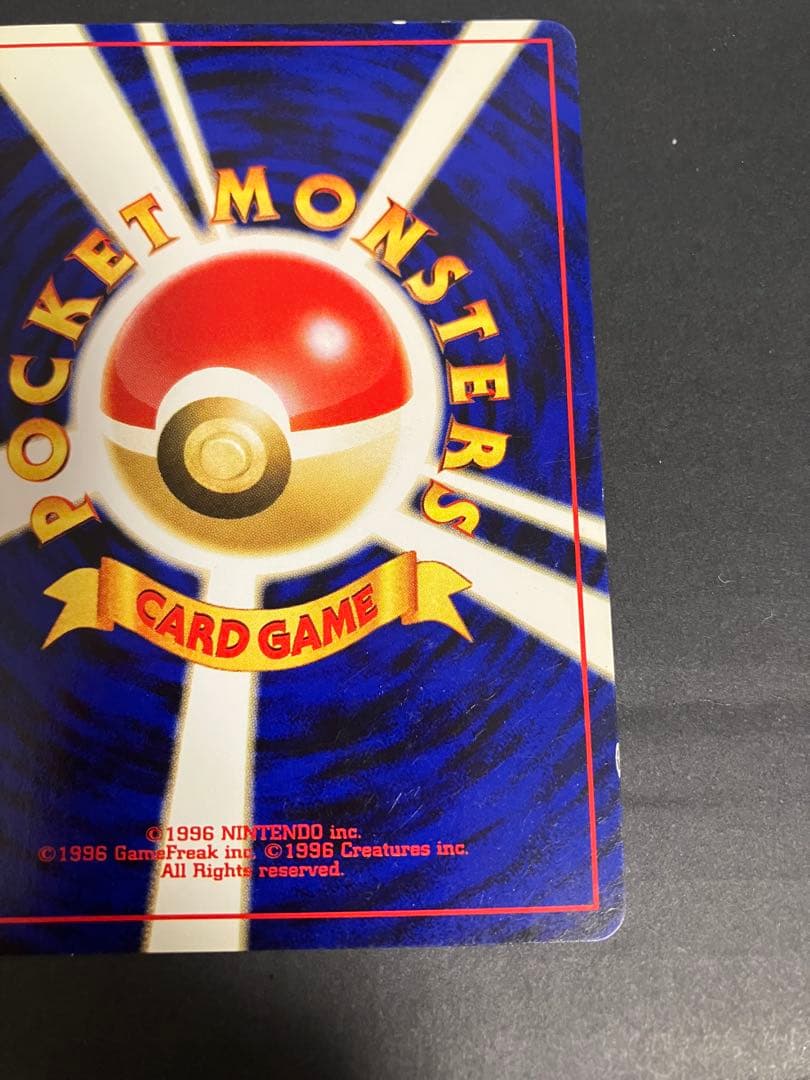 POCKET MONSTERS
CARD GAME
©1996 NINTENDO inc.
©1996 GameFreak inc, ©1996 Creatures inc.
All Rights reserved.